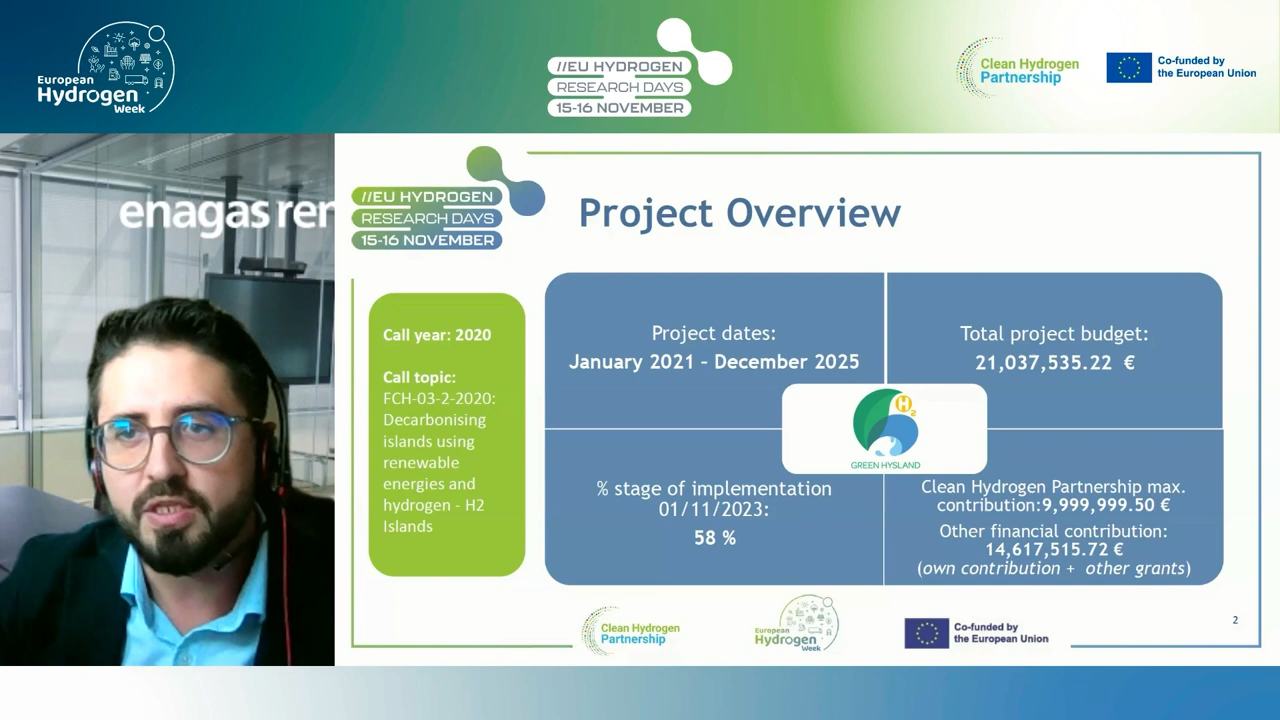 European
Hydrogen
Week
//EU HYDROGEN
RESEARCH DAYS
15-16 NOVEMBER
Clean Hydrogen
Partnership
Co-funded by
the European Union
enagas ren
//EU HYDROGEN
RESEARCH DAYS
15-16 NOVEMBER
Project Overview
Call year: 2020
Call topic:
FCH-03-2-2020:
Decarbonising
islands using
renewable
energies and
hydrogen - H2
Islands
Project dates:
January 2021 - December 2025
Total project budget:
21,037,535.22 €
H2
GREEN HYSLAND
% stage of implementation
01/11/2023:
58 %
Clean Hydrogen Partnership max.
contribution:9,999,999.50 €
Other financial contribution:
14,617,515.72 €
(own contribution + other grants)
Clean Hydrogen
Partnership
European
Hydrogen
Week
Co-funded by
the European Union
2